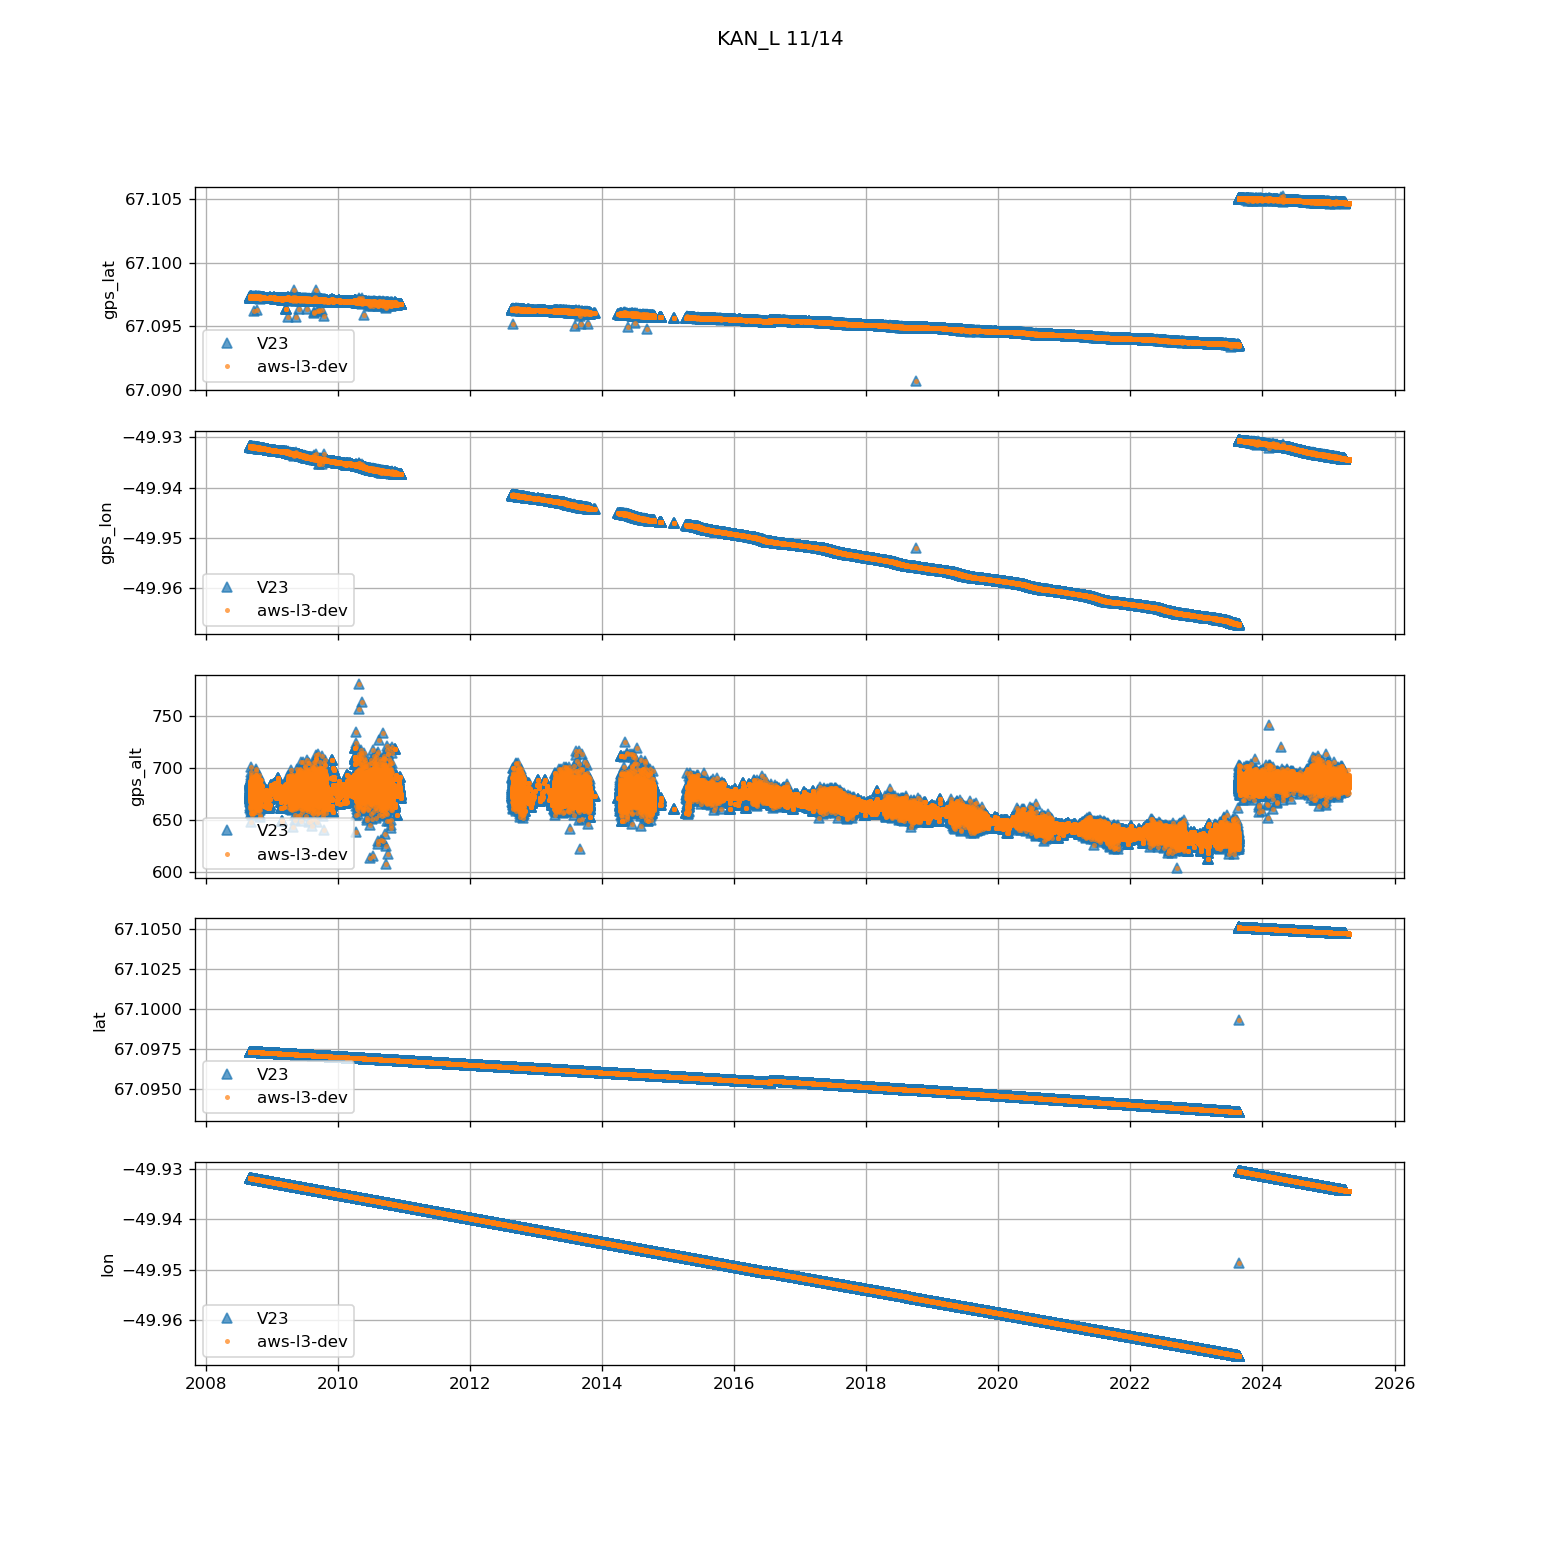 KAN_L 11/14
gps_lat
67.105
67.100
67.095
67.090
V23
aws-l3-dev
gps_lon
−49.93
−49.94
−49.95
−49.96
V23
aws-l3-dev
gps_alt
750
700
650
600
V23
aws-l3-dev
lat
67.1050
67.1025
67.1000
67.0975
67.0950
V23
aws-l3-dev
lon
−49.93
−49.94
−49.95
−49.96
V23
aws-l3-dev
2008 2010 2012 2014 2016 2018 2020 2022 2024 2026